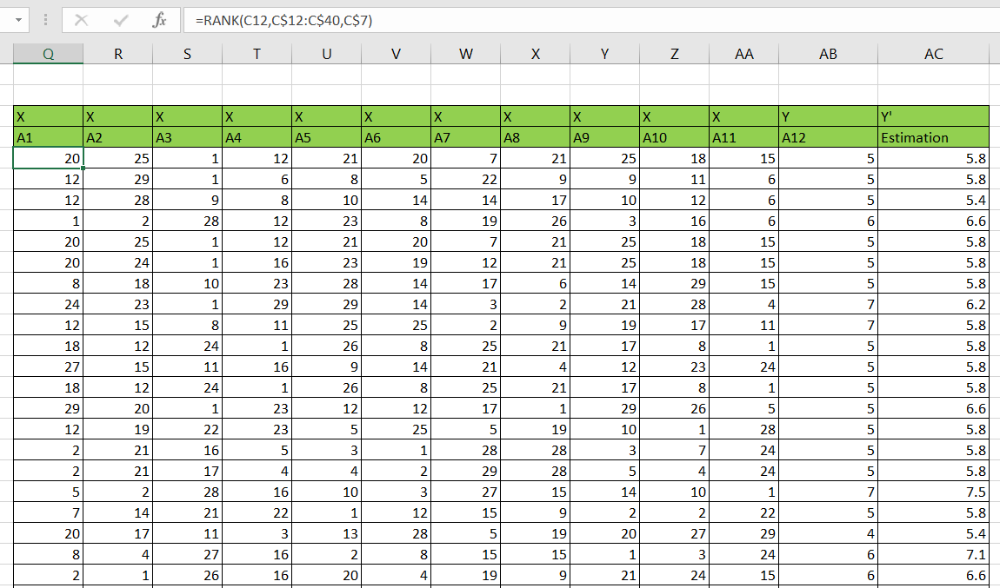 fx =RANK(C12,C$12:C$40,C$7)
Q R S T U V W X Y Z AA AB AC
X X X X X X X X X X X Y Y'
A1 A2 A3 A4 A5 A6 A7 A8 A9 A10 A11 A12 Estimation
20 25 1 12 21 20 7 21 25 18 15 5 5.8
12 29 1 6 8 5 22 9 9 11 6 5 5.8
12 28 9 8 10 14 14 17 10 12 6 5 5.4
1 2 28 12 23 8 19 26 3 16 6 6 6.6
20 25 1 12 21 20 7 21 25 18 15 5 5.8
20 24 1 16 23 19 12 21 25 18 15 5 5.8
8 18 10 23 28 14 17 6 14 29 15 5 5.8
24 23 1 29 29 14 3 2 21 28 4 7 6.2
12 15 8 11 25 25 2 9 19 17 11 7 5.8
18 12 24 1 26 8 25 21 17 8 1 5 5.8
27 15 11 16 9 14 21 4 12 23 24 5 5.8
18 12 24 1 26 8 25 21 17 8 1 5 5.8
29 20 1 23 12 12 17 1 29 26 5 5 6.6
12 19 22 23 5 25 5 19 10 1 28 5 5.8
2 21 16 5 3 1 28 28 3 7 24 5 5.8
2 21 17 4 4 2 29 28 5 4 24 5 5.8
5 2 28 16 10 3 27 15 14 10 1 7 7.5
7 14 21 22 1 12 15 9 2 2 22 5 5.8
20 17 11 3 13 28 5 19 20 27 29 4 5.4
8 4 27 16 2 8 15 15 1 3 24 6 7.1
2 1 26 16 20 4 19 9 21 24 15 6 6.6